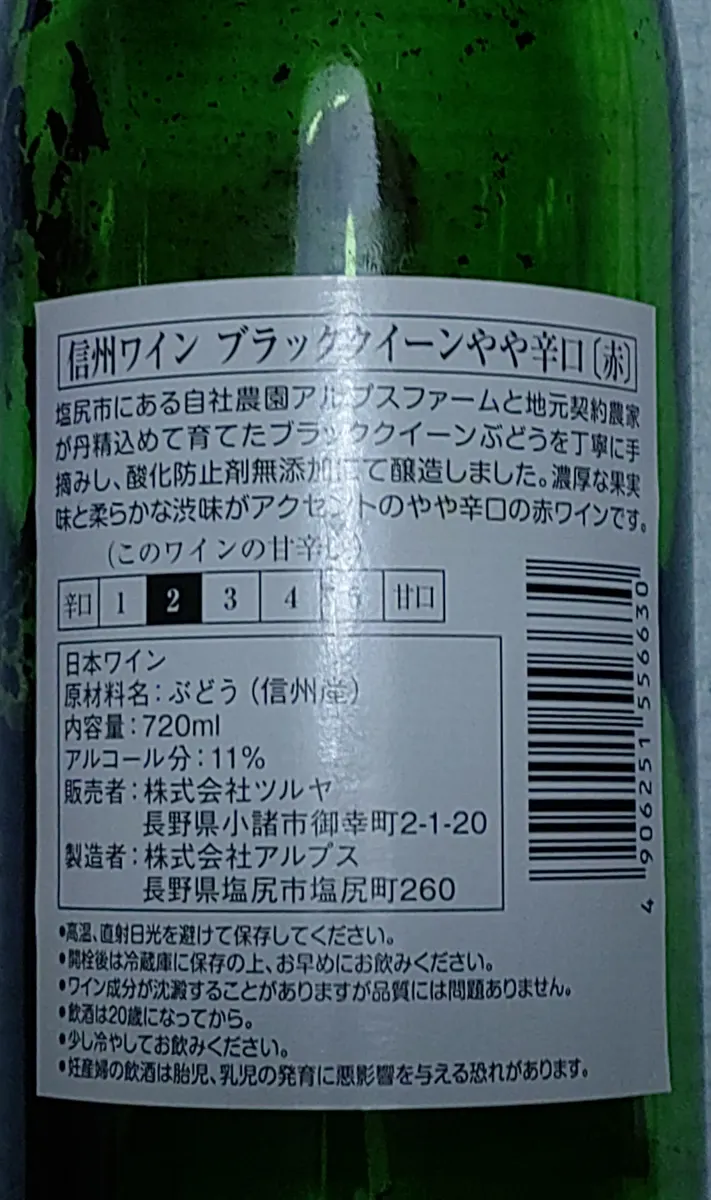 信州ワイン ブラッククイーンやや辛口〔赤〕
塩尻市にある自社農園アルプスファームと地元契約農家
が丹精込めて育てたブラッククイーンぶどうを丁寧に手
摘みし、酸化防止剤無添加にて醸造しました。濃厚な果実
味と柔らかな渋味がアクセントのやや辛口の赤ワインです。
(このワインの甘辛度)
辛口 1 2 3 4 5 甘口
日本ワイン
原材料名：ぶどう（信州産）
内容量：720ml
アルコール分：11%
販売者：株式会社ツルヤ
長野県小諸市御幸町2-1-20
製造者：株式会社アルプス
長野県塩尻市塩尻町260
4906251556630
•高温、直射日光を避けて保存してください。
•開栓後は冷蔵庫に保存の上、お早めにお飲みください。
•ワイン成分が沈澱することがありますが品質には問題ありません。
•飲酒は20歳になってから。
•少し冷やしてお飲みください。
•妊産婦の飲酒は胎児、乳児の発育に悪影響を与える恐れがあります。